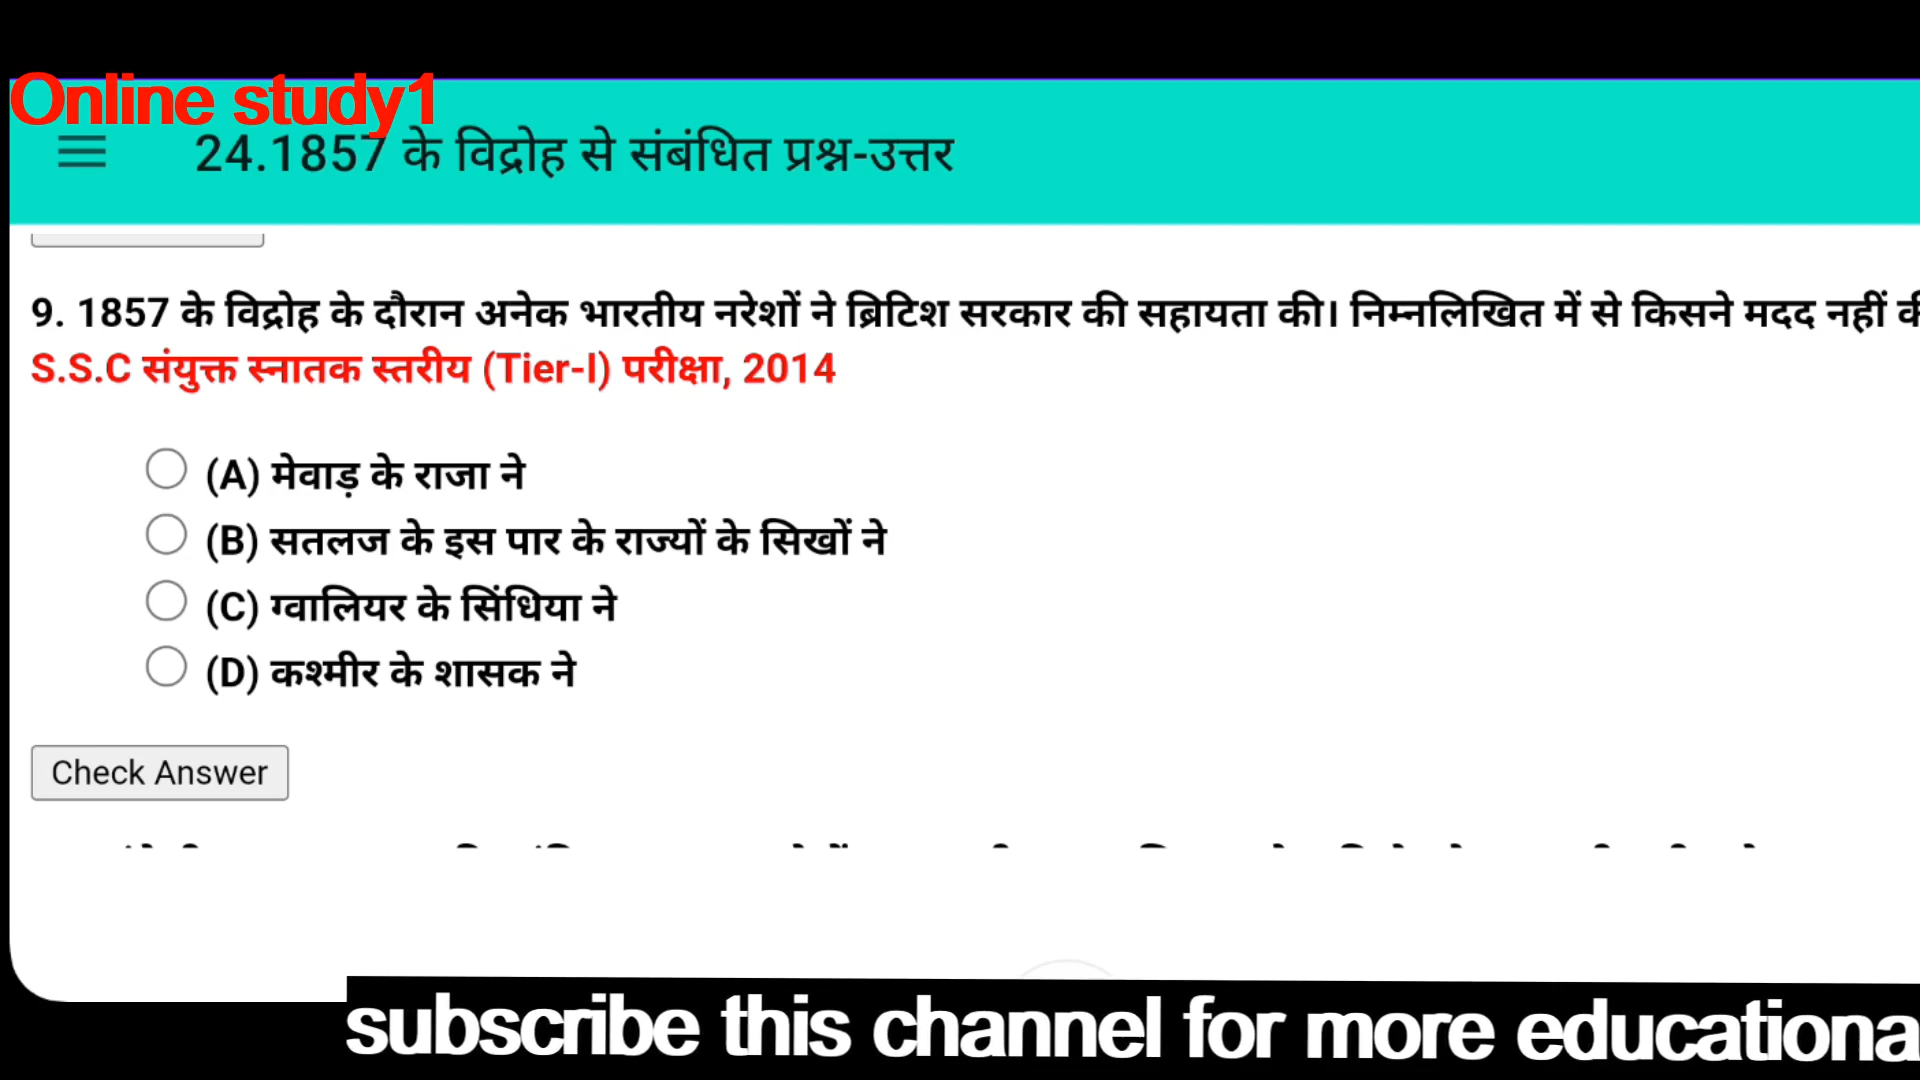 Online study1
24.1857 के विद्रोह से संबंधित प्रश्न-उत्तर
9. 1857 के विद्रोह के दौरान अनेक भारतीय नरेशों ने ब्रिटिश सरकार की सहायता की। निम्नलिखित में से किसने मदद नहीं
S.S.C संयुक्त स्नातक स्तरीय (Tier-I) परीक्षा, 2014
(A) मेवाड़ के राजा ने
(B) सतलज के इस पार के राज्यों के सिखों ने
(C) ग्वालियर के सिंधिया ने
(D) कश्मीर के शासक ने
Check Answer
subscribe this channel for more educationa